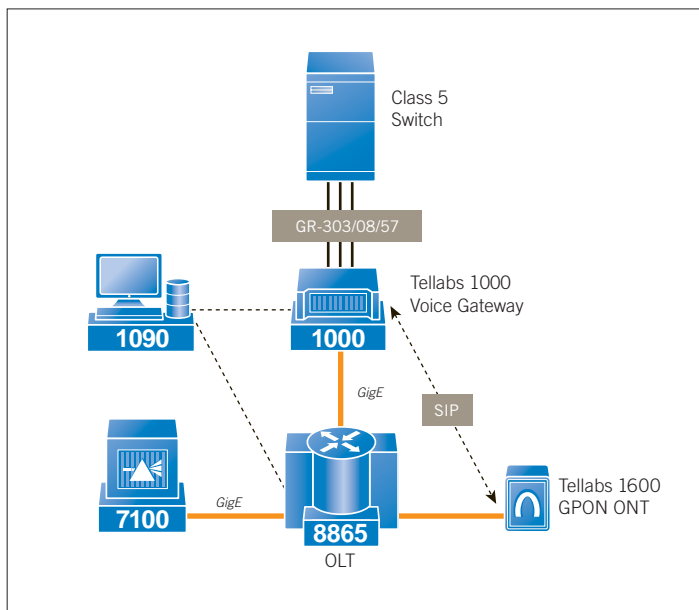 Class 5
Switch
GR-303/08/57
Tellabs 1000
Voice Gateway
1090
1000
GigE
SIP
Tellabs 1600
GPON ONT
7100
GigE
8865
OLT